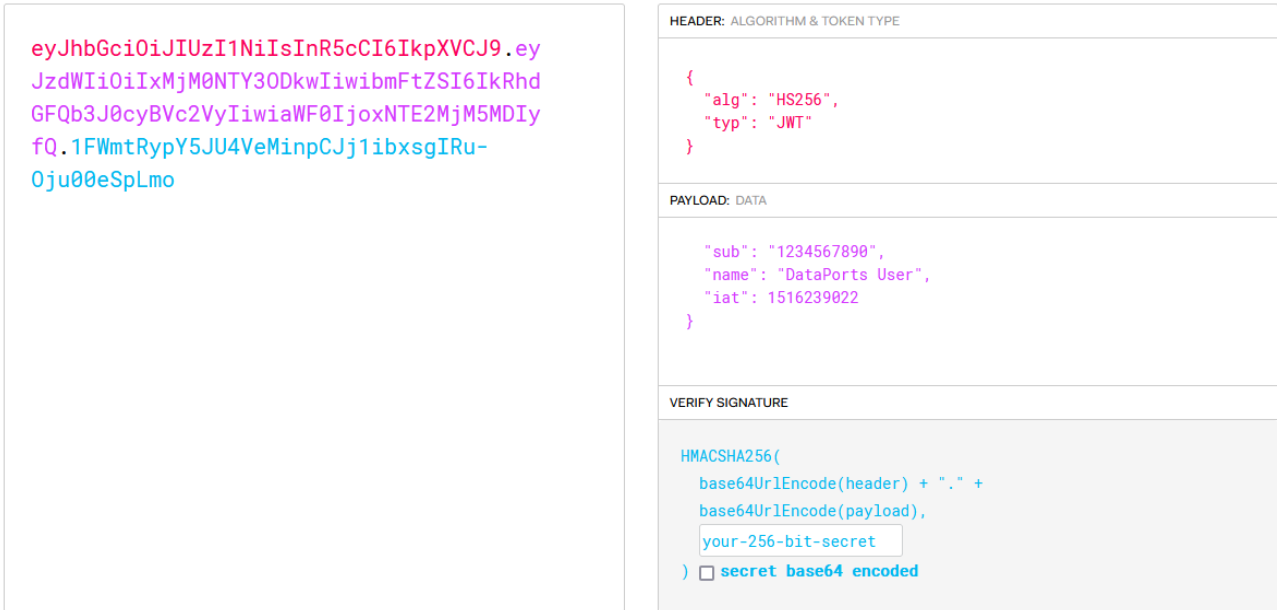 eyJhbGciOiJIUzI1NiIsInR5cCI6IkpXVCJ9.ey
JzdWIiOiIxMjM0NTY3ODkwIiwibmFtZSI6IkRhd
GFQb3J0cyBVc2VyIiwiaWF0IjoxNTE2MjM5MDIy
fQ.1FWmtRypY5JU4VeMinpCJj1ibxsgIRu-
Oju00eSpLmo
HEADER: ALGORITHM & TOKEN TYPE
{
"alg": "HS256",
"typ": "JWT"
}
PAYLOAD: DATA
"sub": "1234567890",
"name": "DataPorts User",
"iat": 1516239022
}
VERIFY SIGNATURE
HMACSHA256(
base64UrlEncode(header) + "." +
base64UrlEncode(payload),
your-256-bit-secret
) secret base64 encoded